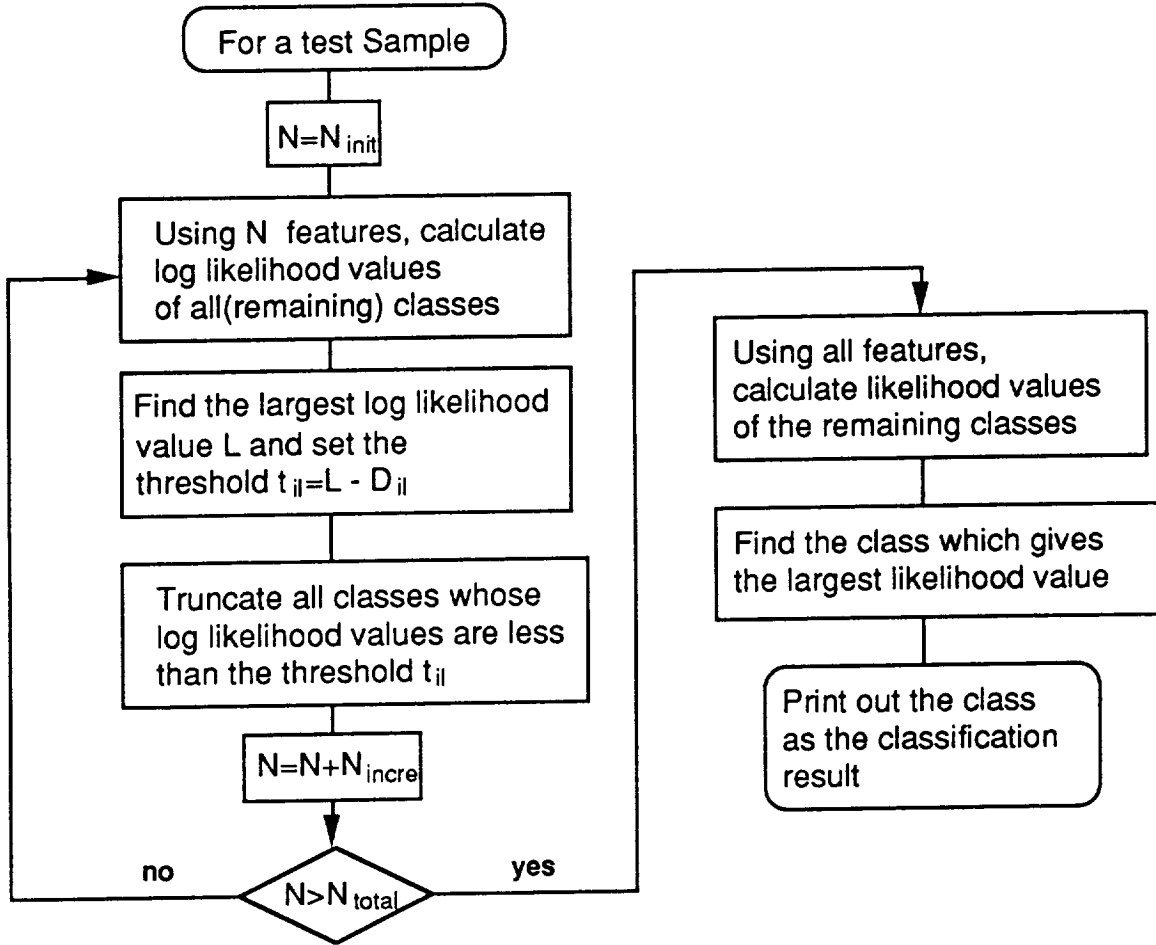 For a test Sample
N=N init
Using N features, calculate
log likelihood values
of all(remaining) classes
Find the largest log likelihood
value L and set the
threshold t il=L - D il
Truncate all classes whose
log likelihood values are less
than the threshold t il
N=N+N incre
N>N total
no
yes
Using all features,
calculate likelihood values
of the remaining classes
Find the class which gives
the largest likelihood value
Print out the class
as the classification
result